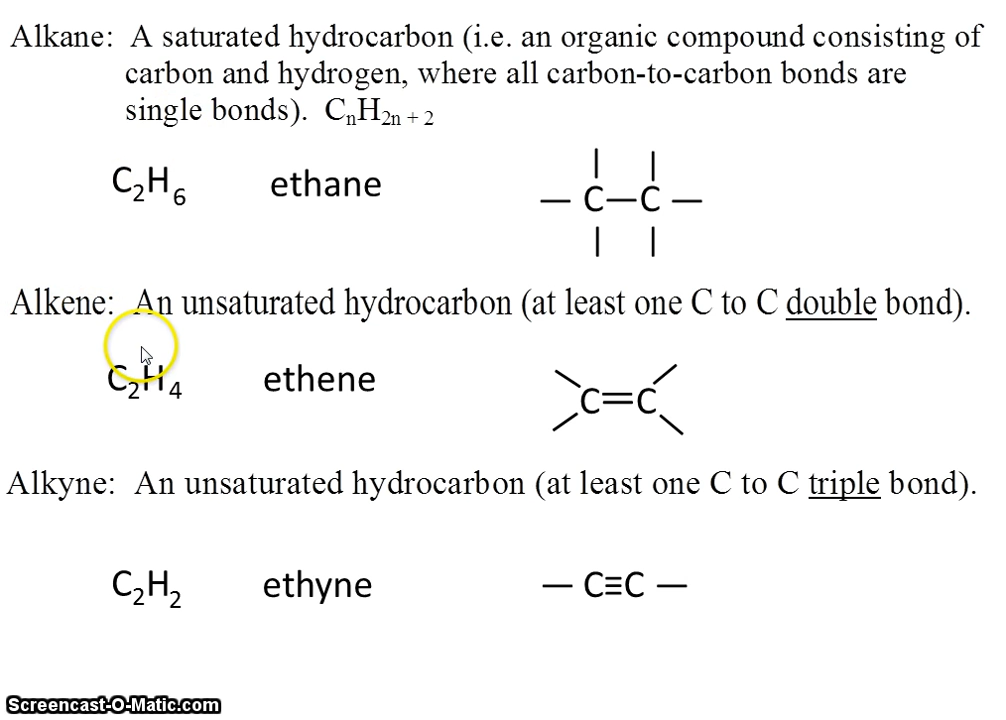 Alkane: A saturated hydrocarbon (i.e. an organic compound consisting of
carbon and hydrogen, where all carbon-to-carbon bonds are
single bonds). CₙH₂ₙ ₊ ₂
C₂H₆ ethane — C—C —
Alkene: An unsaturated hydrocarbon (at least one C to C double bond).
C₂H₄ ethene C=C
Alkyne: An unsaturated hydrocarbon (at least one C to C triple bond).
C₂H₂ ethyne — C≡C —
Screencast-O-Matic.com